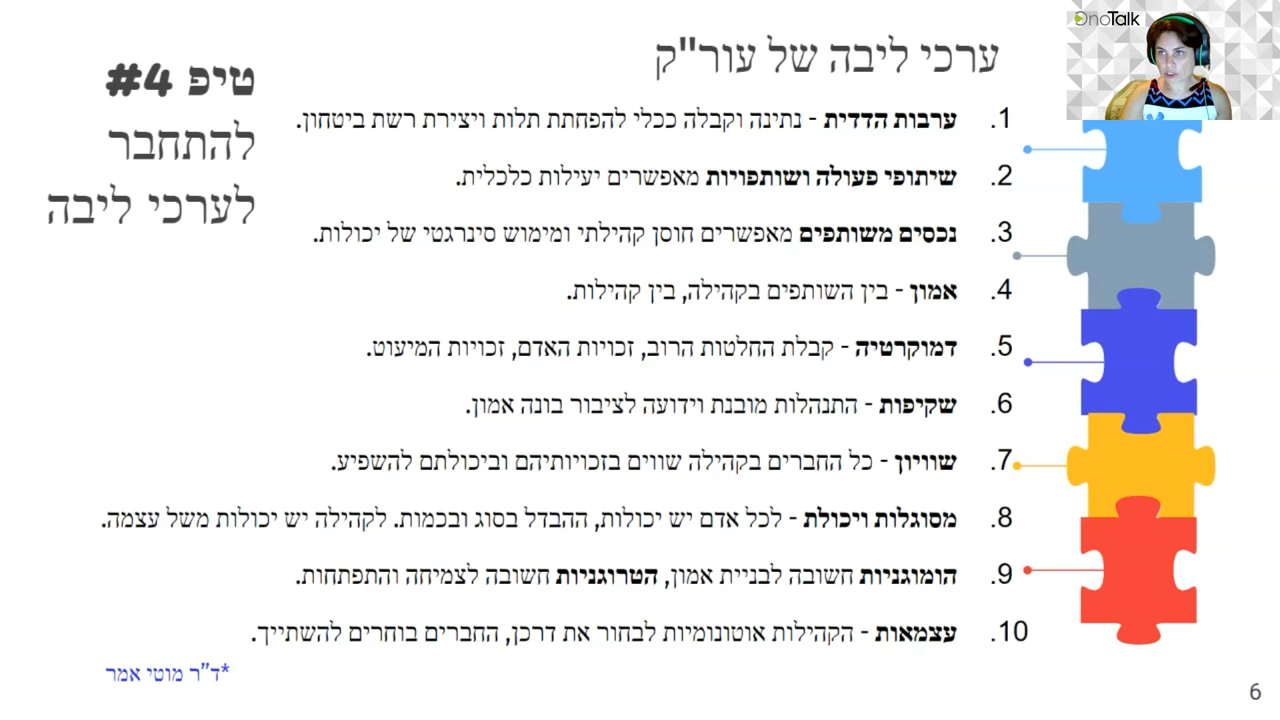 OnoTalk
ערכי ליבה של עור"ק
טיפ 4#
להתחבר
לערכי ליבה
1. ערבות הדדית - נתינה וקבלה ככלי להפחתת תלות ויצירת רשת ביטחון.
2. שיתופי פעולה ושותפויות מאפשרים יעילות כלכלית.
3. נכסים משותפים מאפשרים חוסן קהילתי ומימוש סינרגטי של יכולות.
4. אמון - בין השותפים בקהילה, בין קהילות.
5. דמוקרטיה - קבלת החלטות הרוב, זכויות האדם, זכויות המיעוט.
6. שקיפות - התנהלות מובנת וידועה לציבור בונה אמון.
7. שוויון - כל החברים בקהילה שווים בזכויותיהם וביכולתם להשפיע.
8. מסוגלות ויכולת - לכל אדם יש יכולות, ההבדל בסוג ובכמות. לקהילה יש יכולות משל עצמה.
9. הומוגניות חשובה לבניית אמון, הטרוגניות חשובה לצמיחה והתפתחות.
10. עצמאות - הקהילות אוטונומיות לבחור את דרכן, החברים בוחרים להשתייך.
*ד"ר מוטי אמר
6